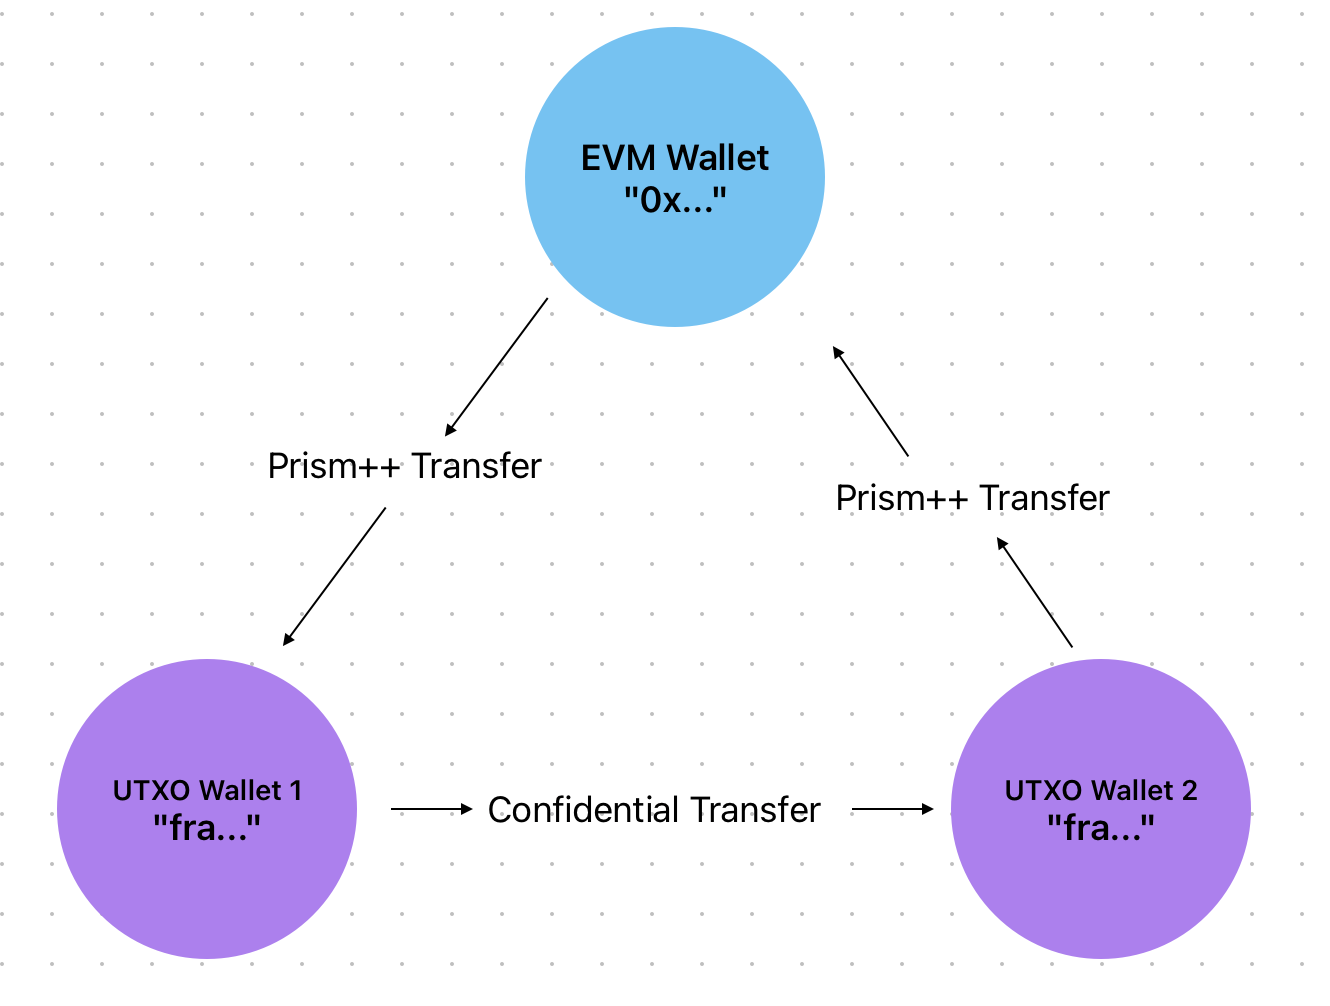 EVM Wallet
"0x..."
Prism++ Transfer
Prism++ Transfer
UTXO Wallet 1
"fra..."
Confidential Transfer
UTXO Wallet 2
"fra..."